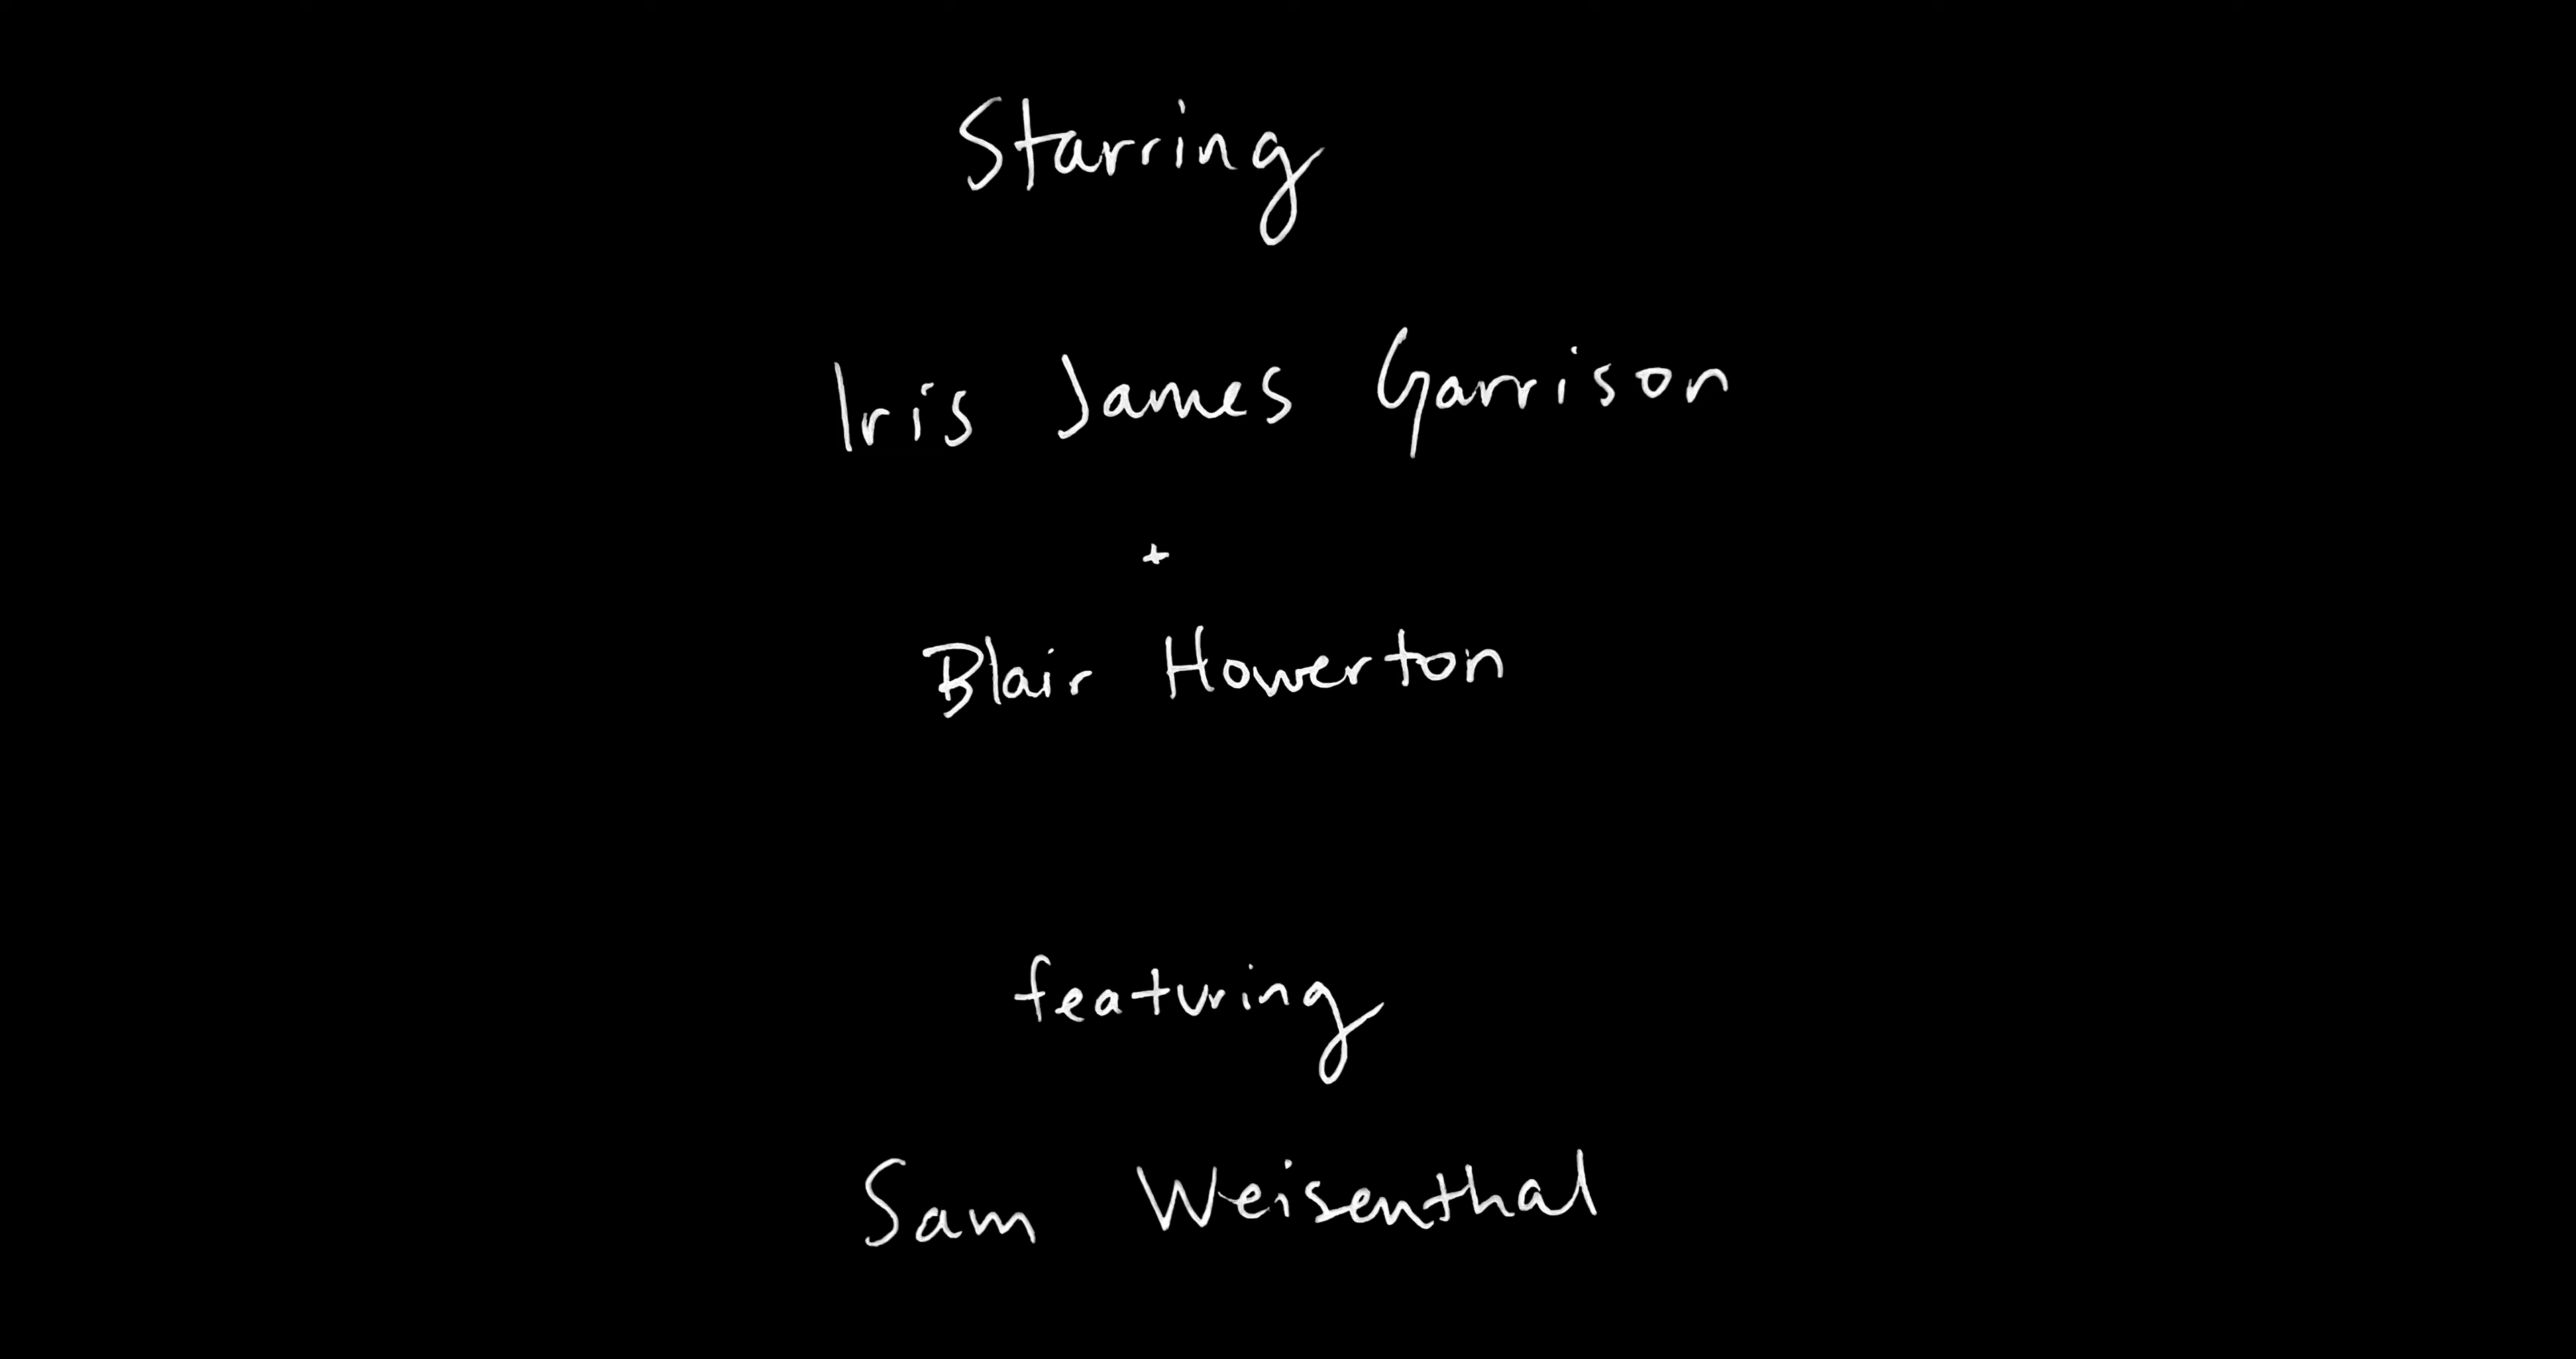 Starring
Iris James Garrison
+
Blair Howerton
featuring
Sam Weisenthal